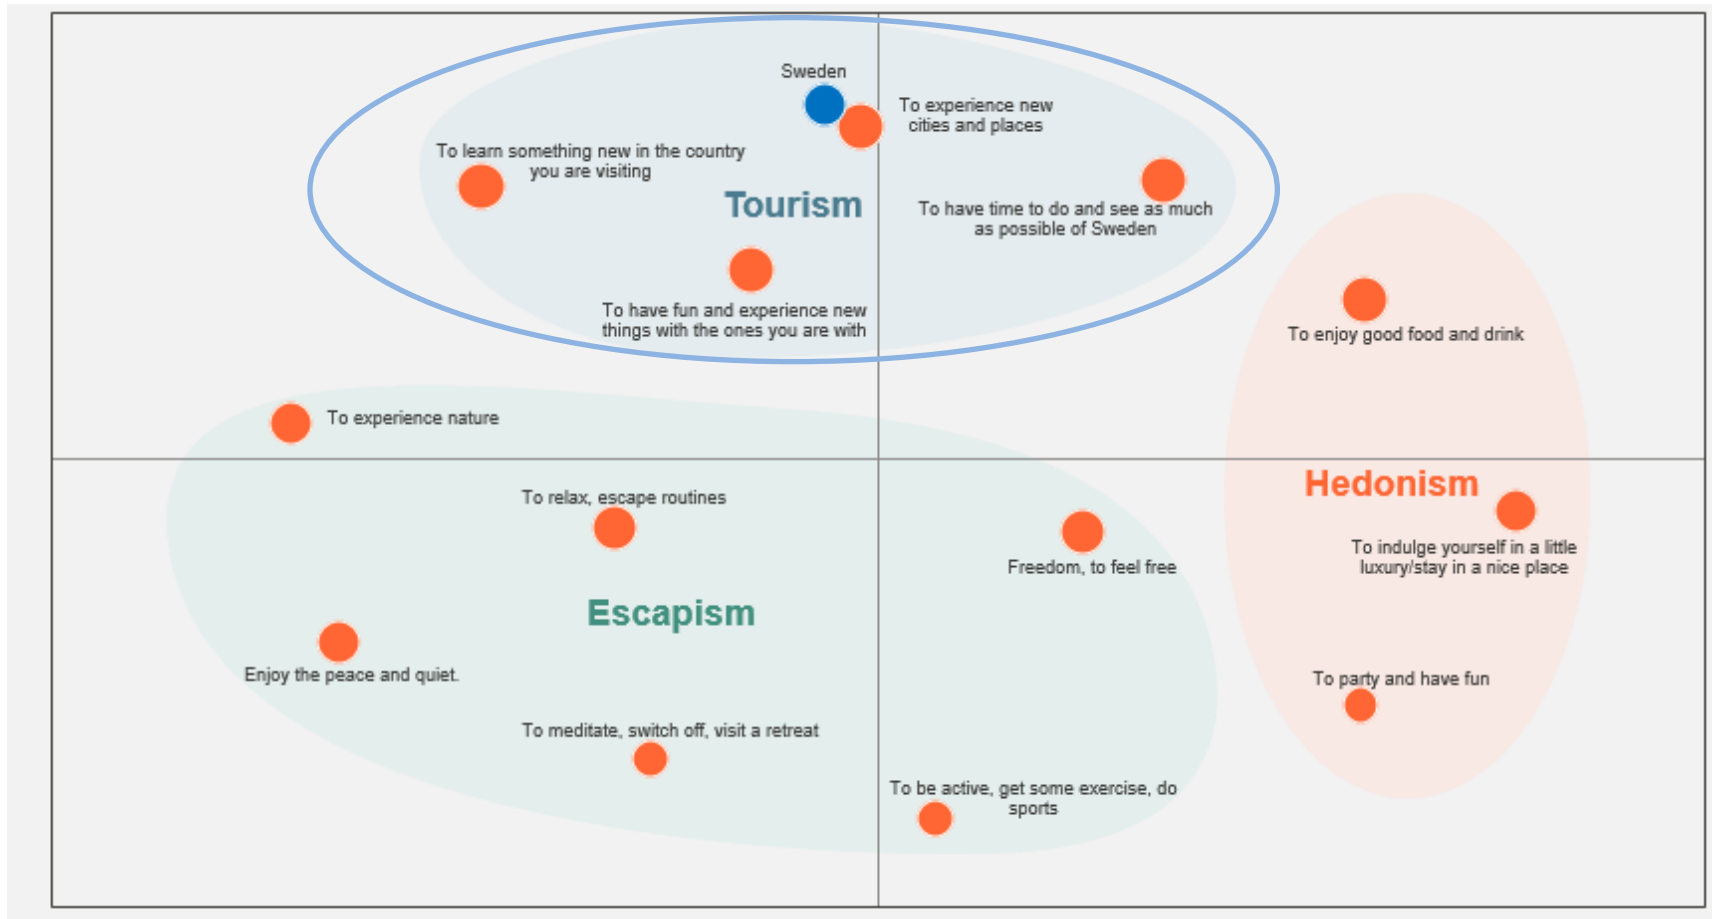 Sweden
To experience new
cities and places
To learn something new in the country
you are visiting
Tourism
To have time to do and see as much
as possible of Sweden
To have fun and experience new
things with the ones you are with
To enjoy good food and drink
To experience nature
Hedonism
To relax, escape routines
Freedom, to feel free
To indulge yourself in a little
luxury/stay in a nice place
Escapism
Enjoy the peace and quiet.
To party and have fun
To meditate, switch off, visit a retreat
To be active, get some exercise, do
sports